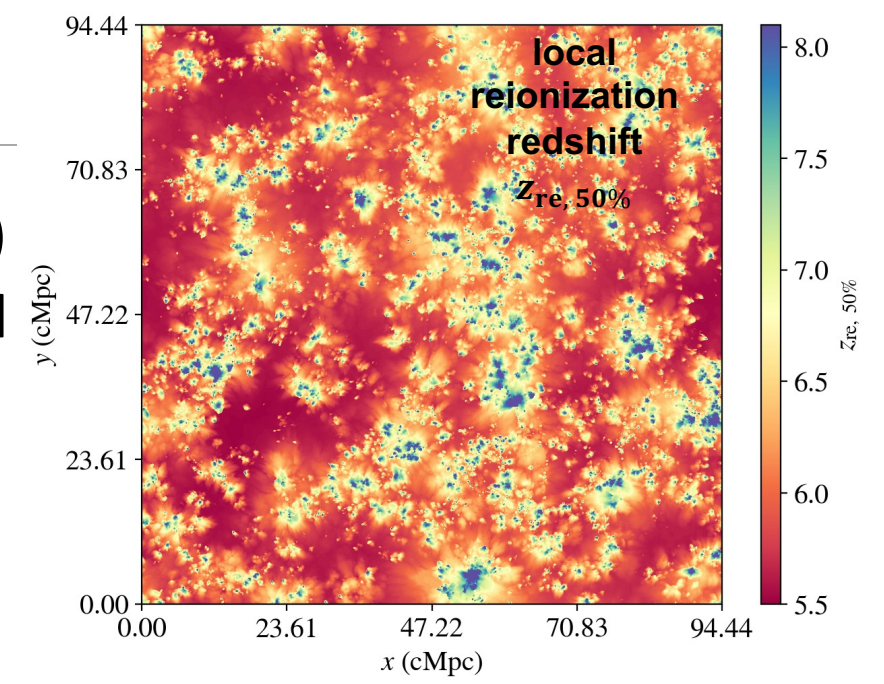 local
reionization
redshift
z_re, 50%
94.44
70.83
47.22
23.61
0.00
y (cMpc)
0.00 23.61 47.22 70.83 94.44
x (cMpc)
8.0
7.5
7.0
6.5
6.0
5.5
z_re, 50%